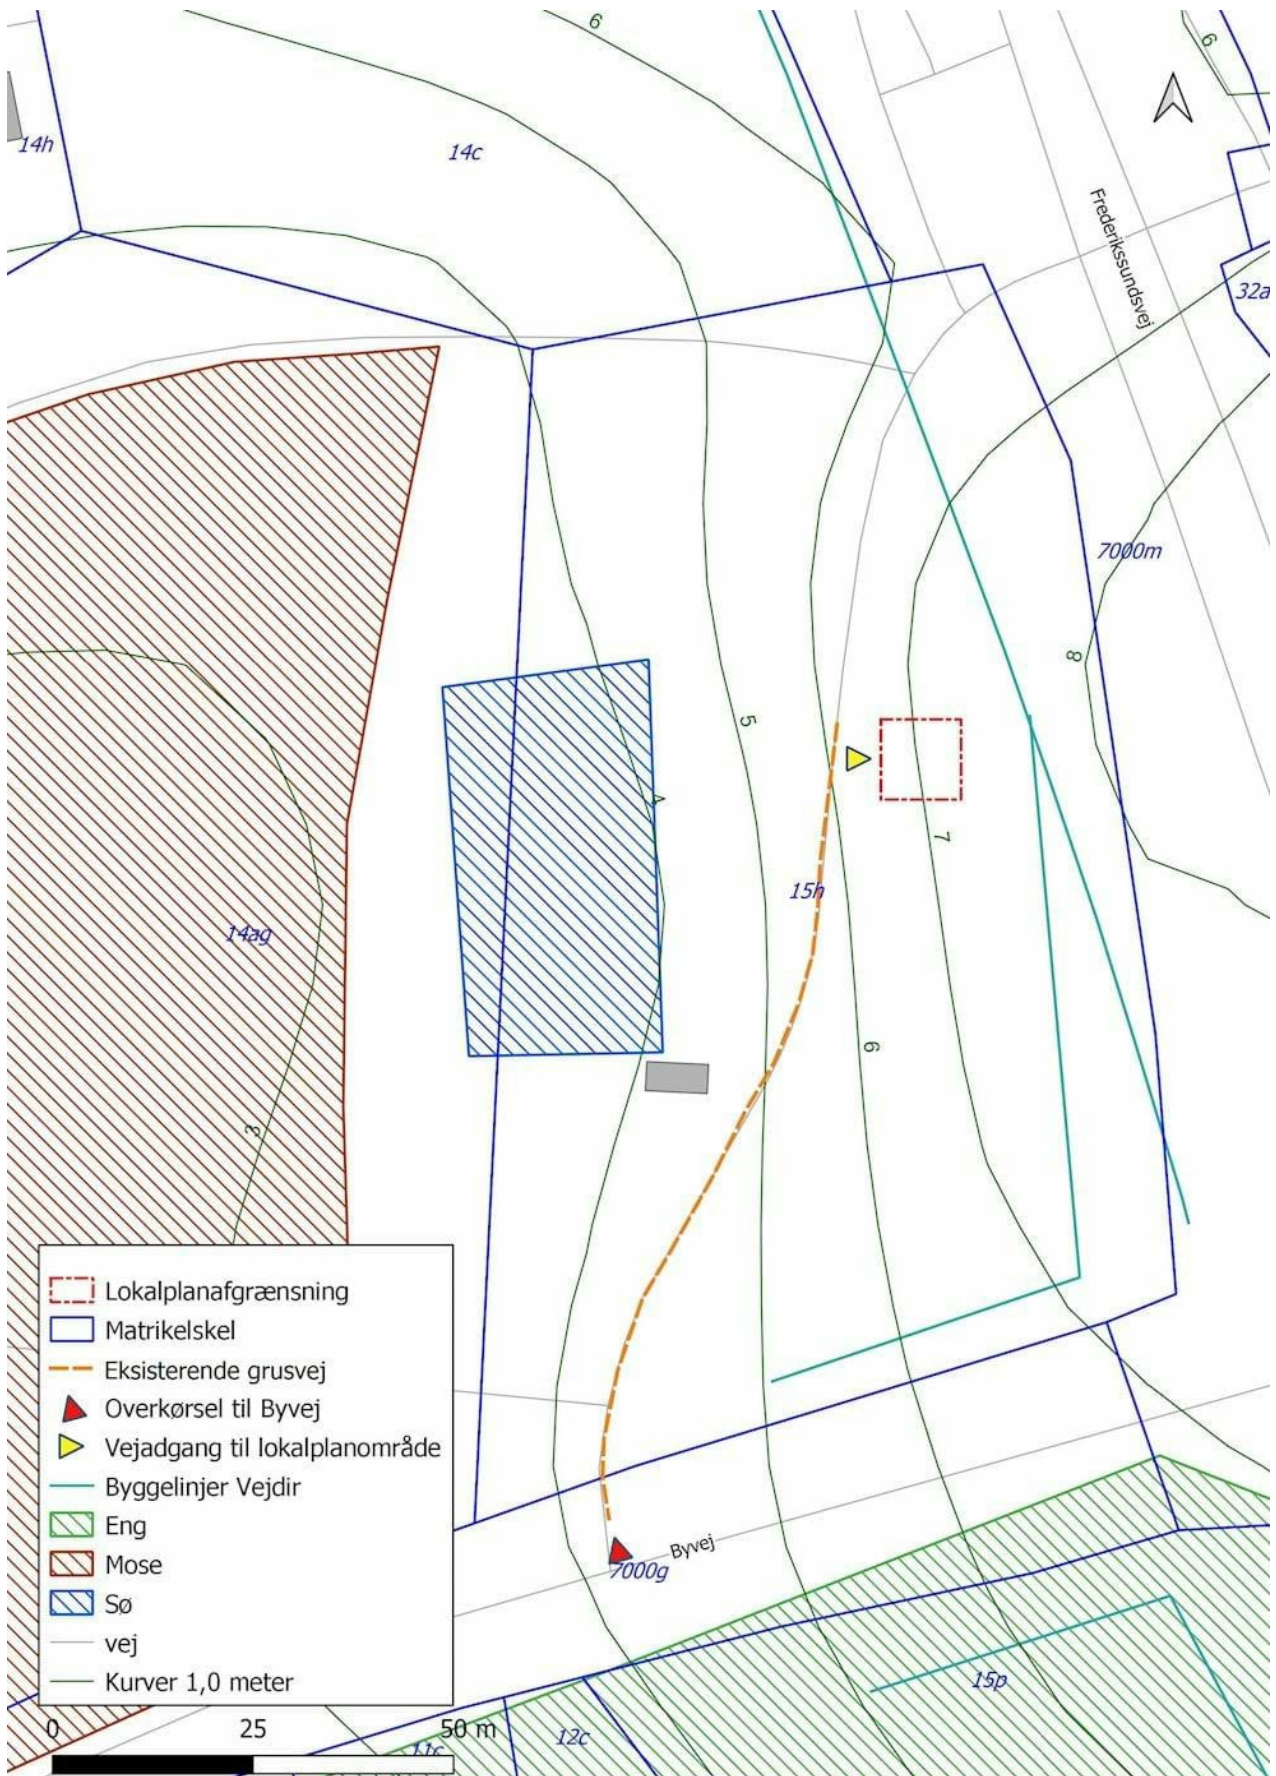 6
6
14h
14c
Frederikssundsvej
32a
7000m
8
5
4
7
15h
14ag
6
3
Lokalplanafgrænsning
Matrikelskel
Eksisterende grusvej
Overkørsel til Byvej
Vejadgang til lokalplanområde
Byggelinjer Vejdir
Eng
Mose
Sø
vej
Kurver 1,0 meter
Byvej
7000g
15p
0 25 50 m
12c
11c